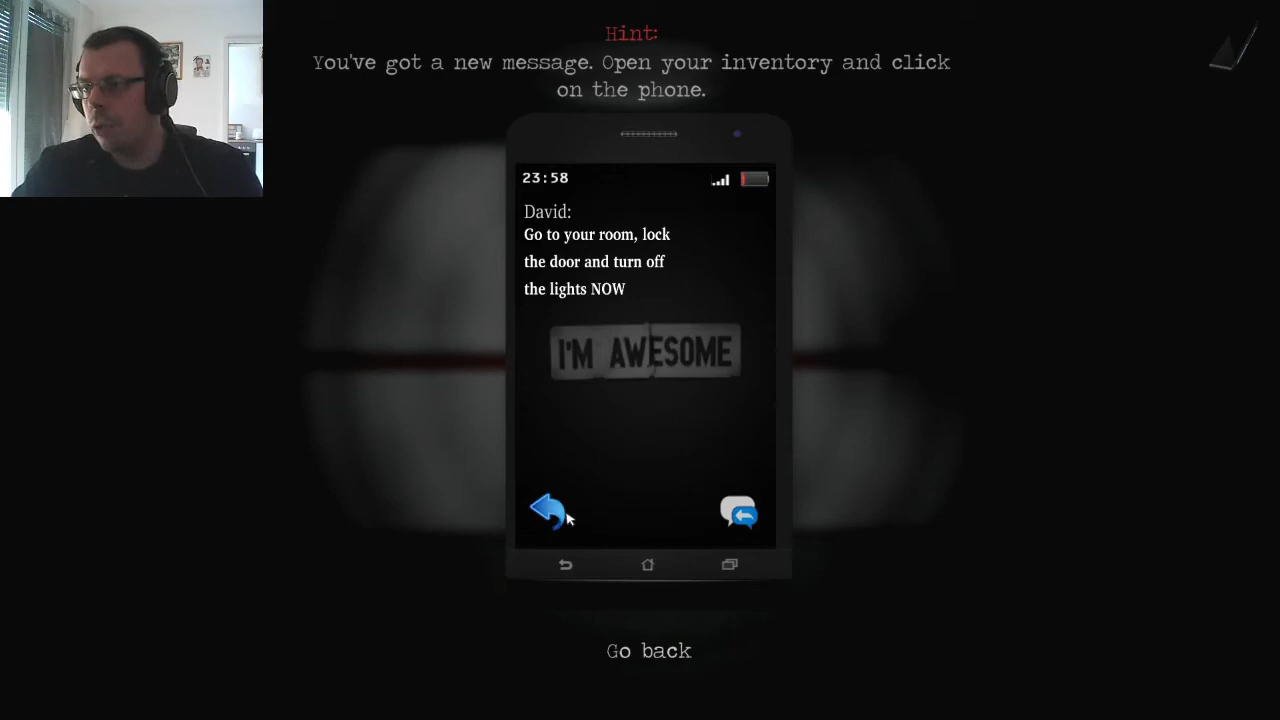 Hint:
You've got a new message. Open your inventory and click
on the phone.
23:58
David:
Go to your room, lock
the door and turn off
the lights NOW
I'M AWESOME
Go back